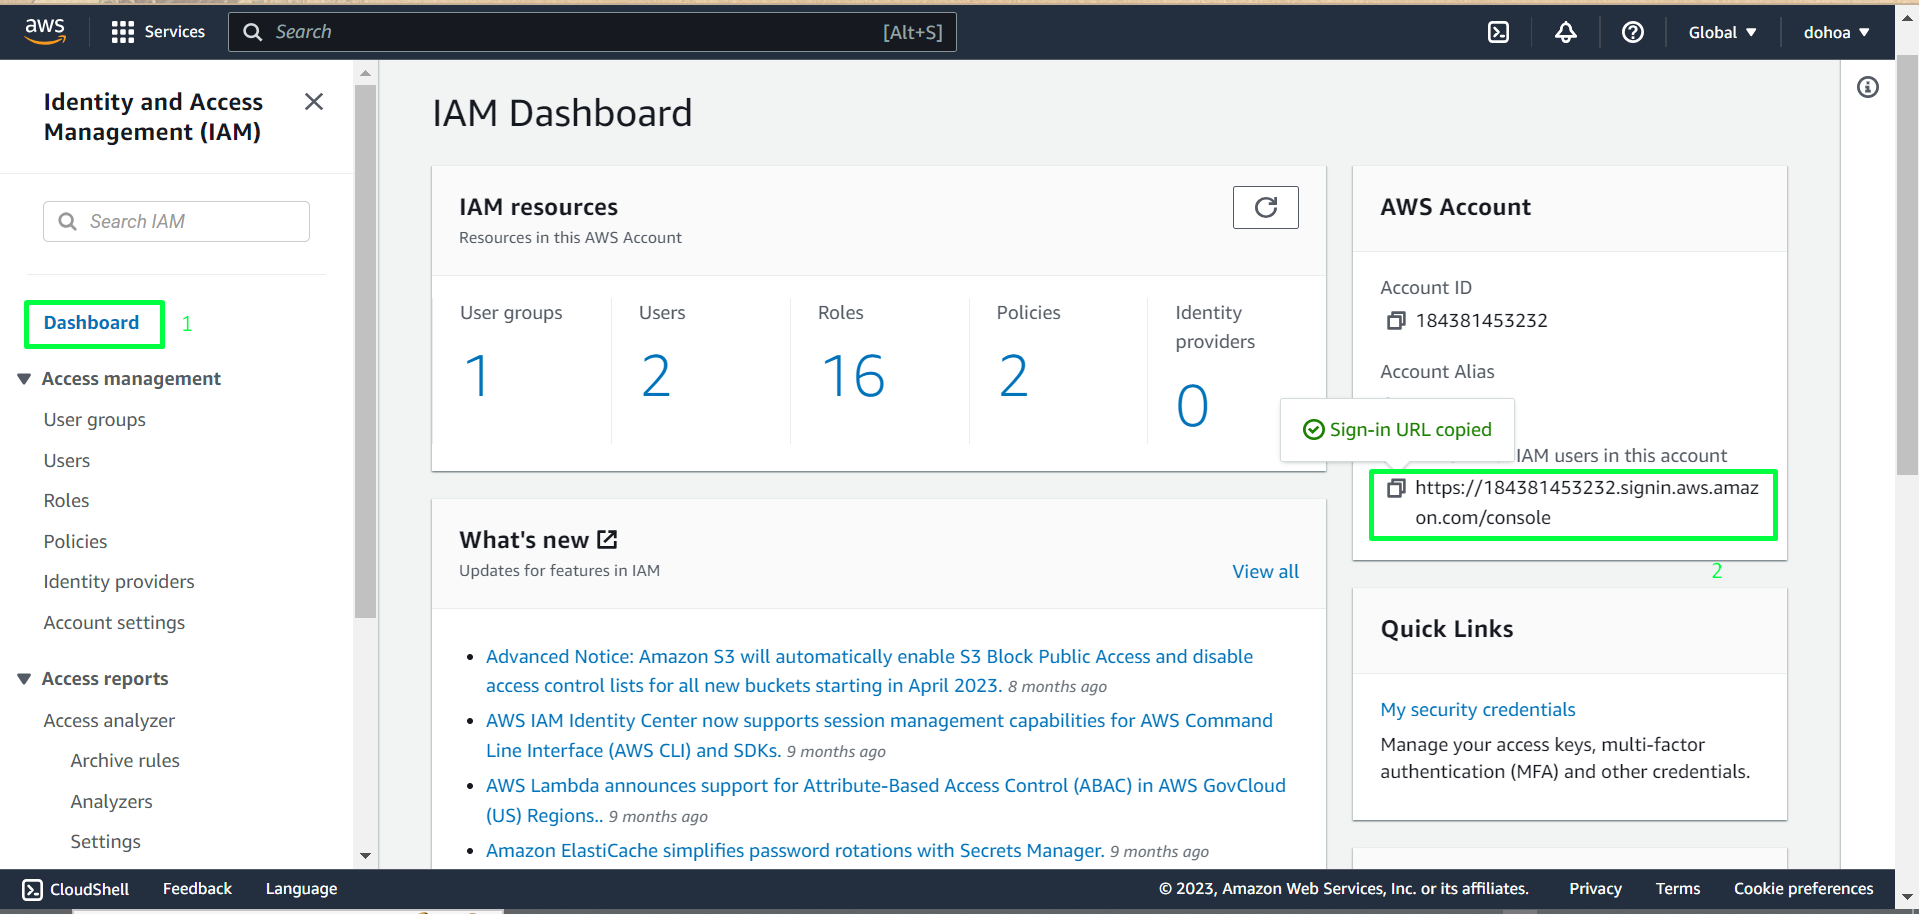 aws
Services
Search
[Alt+S]
Global
dohoa
Identity and Access
Management (IAM)
Search IAM
Dashboard
1
Access management
User groups
Users
Roles
Policies
Identity providers
Account settings
Access reports
Access analyzer
Archive rules
Analyzers
Settings
IAM Dashboard
IAM resources
Resources in this AWS Account
User groups
1
Users
2
Roles
16
Policies
2
Identity
providers
0
What's new
Updates for features in IAM
View all
• Advanced Notice: Amazon S3 will automatically enable S3 Block Public Access and disable
access control lists for all new buckets starting in April 2023. 8 months ago
• AWS IAM Identity Center now supports session management capabilities for AWS Command
Line Interface (AWS CLI) and SDKs. 9 months ago
• AWS Lambda announces support for Attribute-Based Access Control (ABAC) in AWS GovCloud
(US) Regions.. 9 months ago
• Amazon ElastiCache simplifies password rotations with Secrets Manager. 9 months ago
AWS Account
Account ID
184381453232
Account Alias
Sign-in URL copied
IAM users in this account
https://184381453232.signin.aws.amaz
on.com/console
2
Quick Links
My security credentials
Manage your access keys, multi-factor
authentication (MFA) and other credentials.
CloudShell
Feedback
Language
© 2023, Amazon Web Services, Inc. or its affiliates.
Privacy
Terms
Cookie preferences